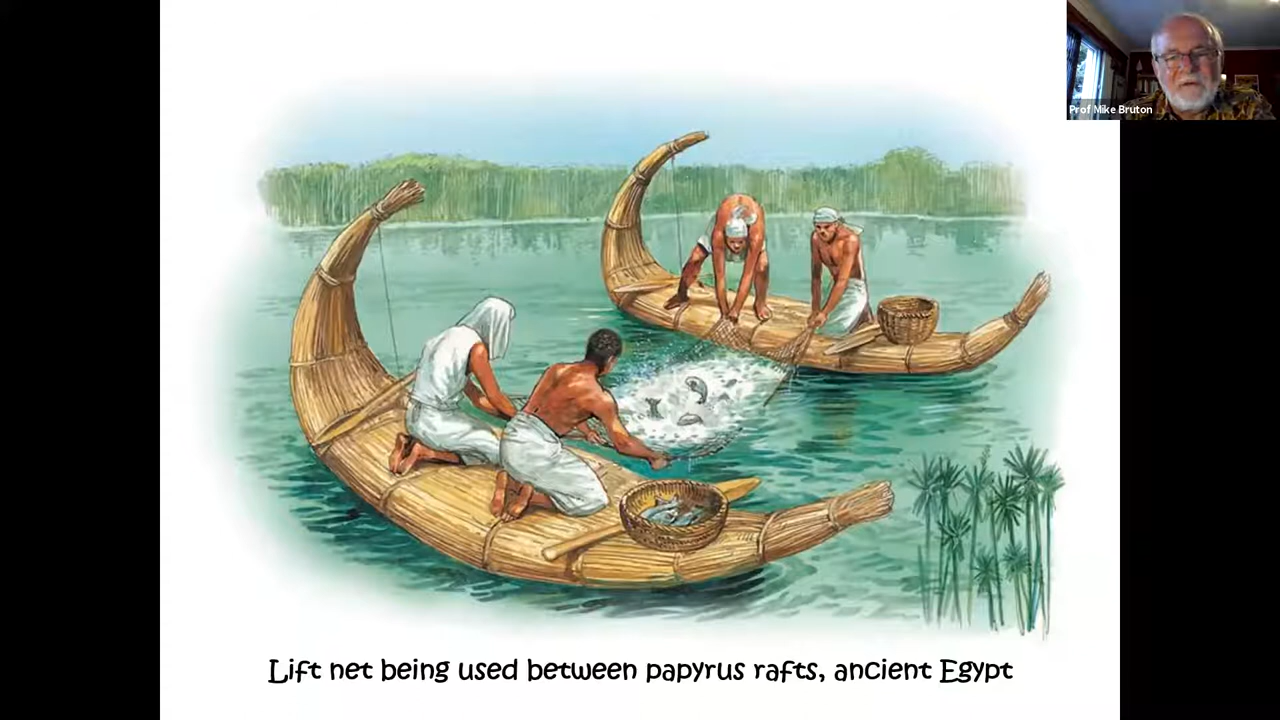 Prof Mike Bruton
Lift net being used between papyrus rafts, ancient Egypt